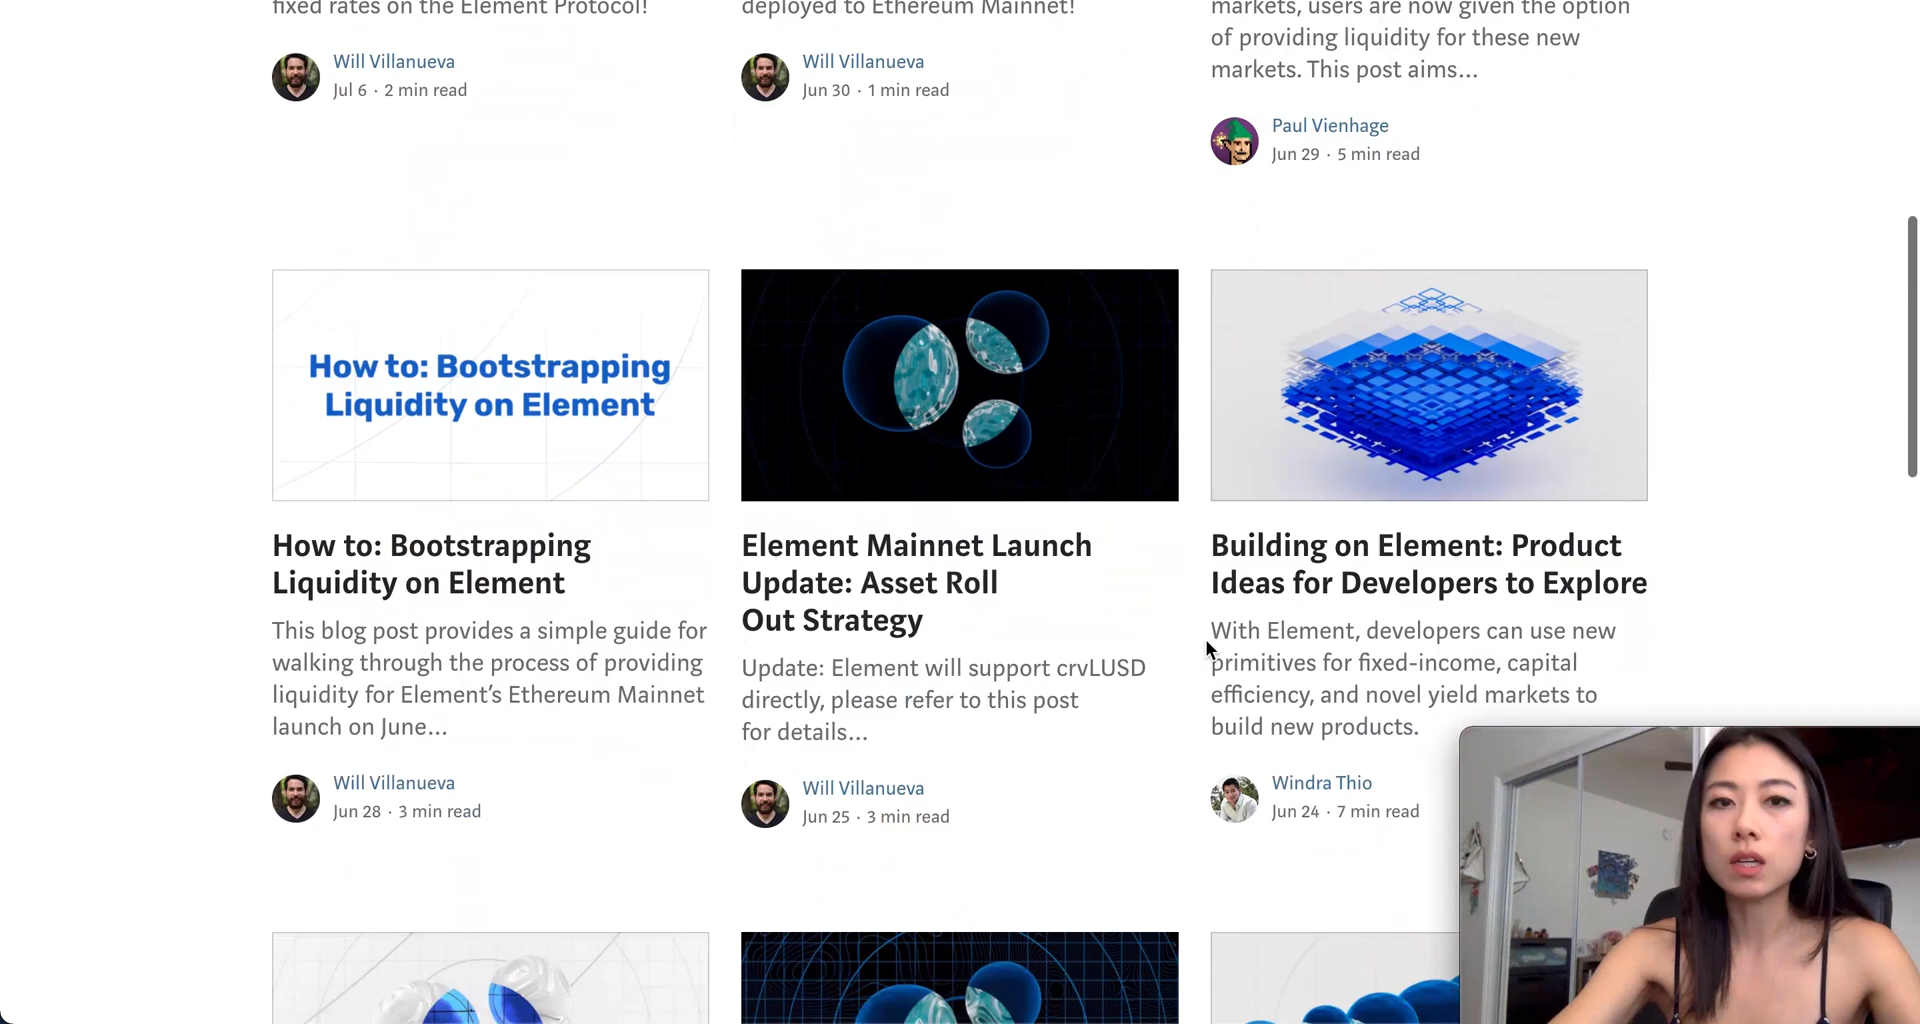 fixed rates on the Element Protocol!
Will Villanueva
Jul 6 · 2 min read
deployed to Ethereum Mainnet!
Will Villanueva
Jun 30 · 1 min read
markets, users are now given the option
of providing liquidity for these new
markets. This post aims...
Paul Vienhage
Jun 29 · 5 min read
How to: Bootstrapping
Liquidity on Element
How to: Bootstrapping
Liquidity on Element
This blog post provides a simple guide for
walking through the process of providing
liquidity for Element’s Ethereum Mainnet
launch on June...
Will Villanueva
Jun 28 · 3 min read
Element Mainnet Launch
Update: Asset Roll
Out Strategy
Update: Element will support crvLUSD
directly, please refer to this post
for details...
Will Villanueva
Jun 25 · 3 min read
Building on Element: Product
Ideas for Developers to Explore
With Element, developers can use new
primitives for fixed-income, capital
efficiency, and novel yield markets to
build new products.
Windra Thio
Jun 24 · 7 min read